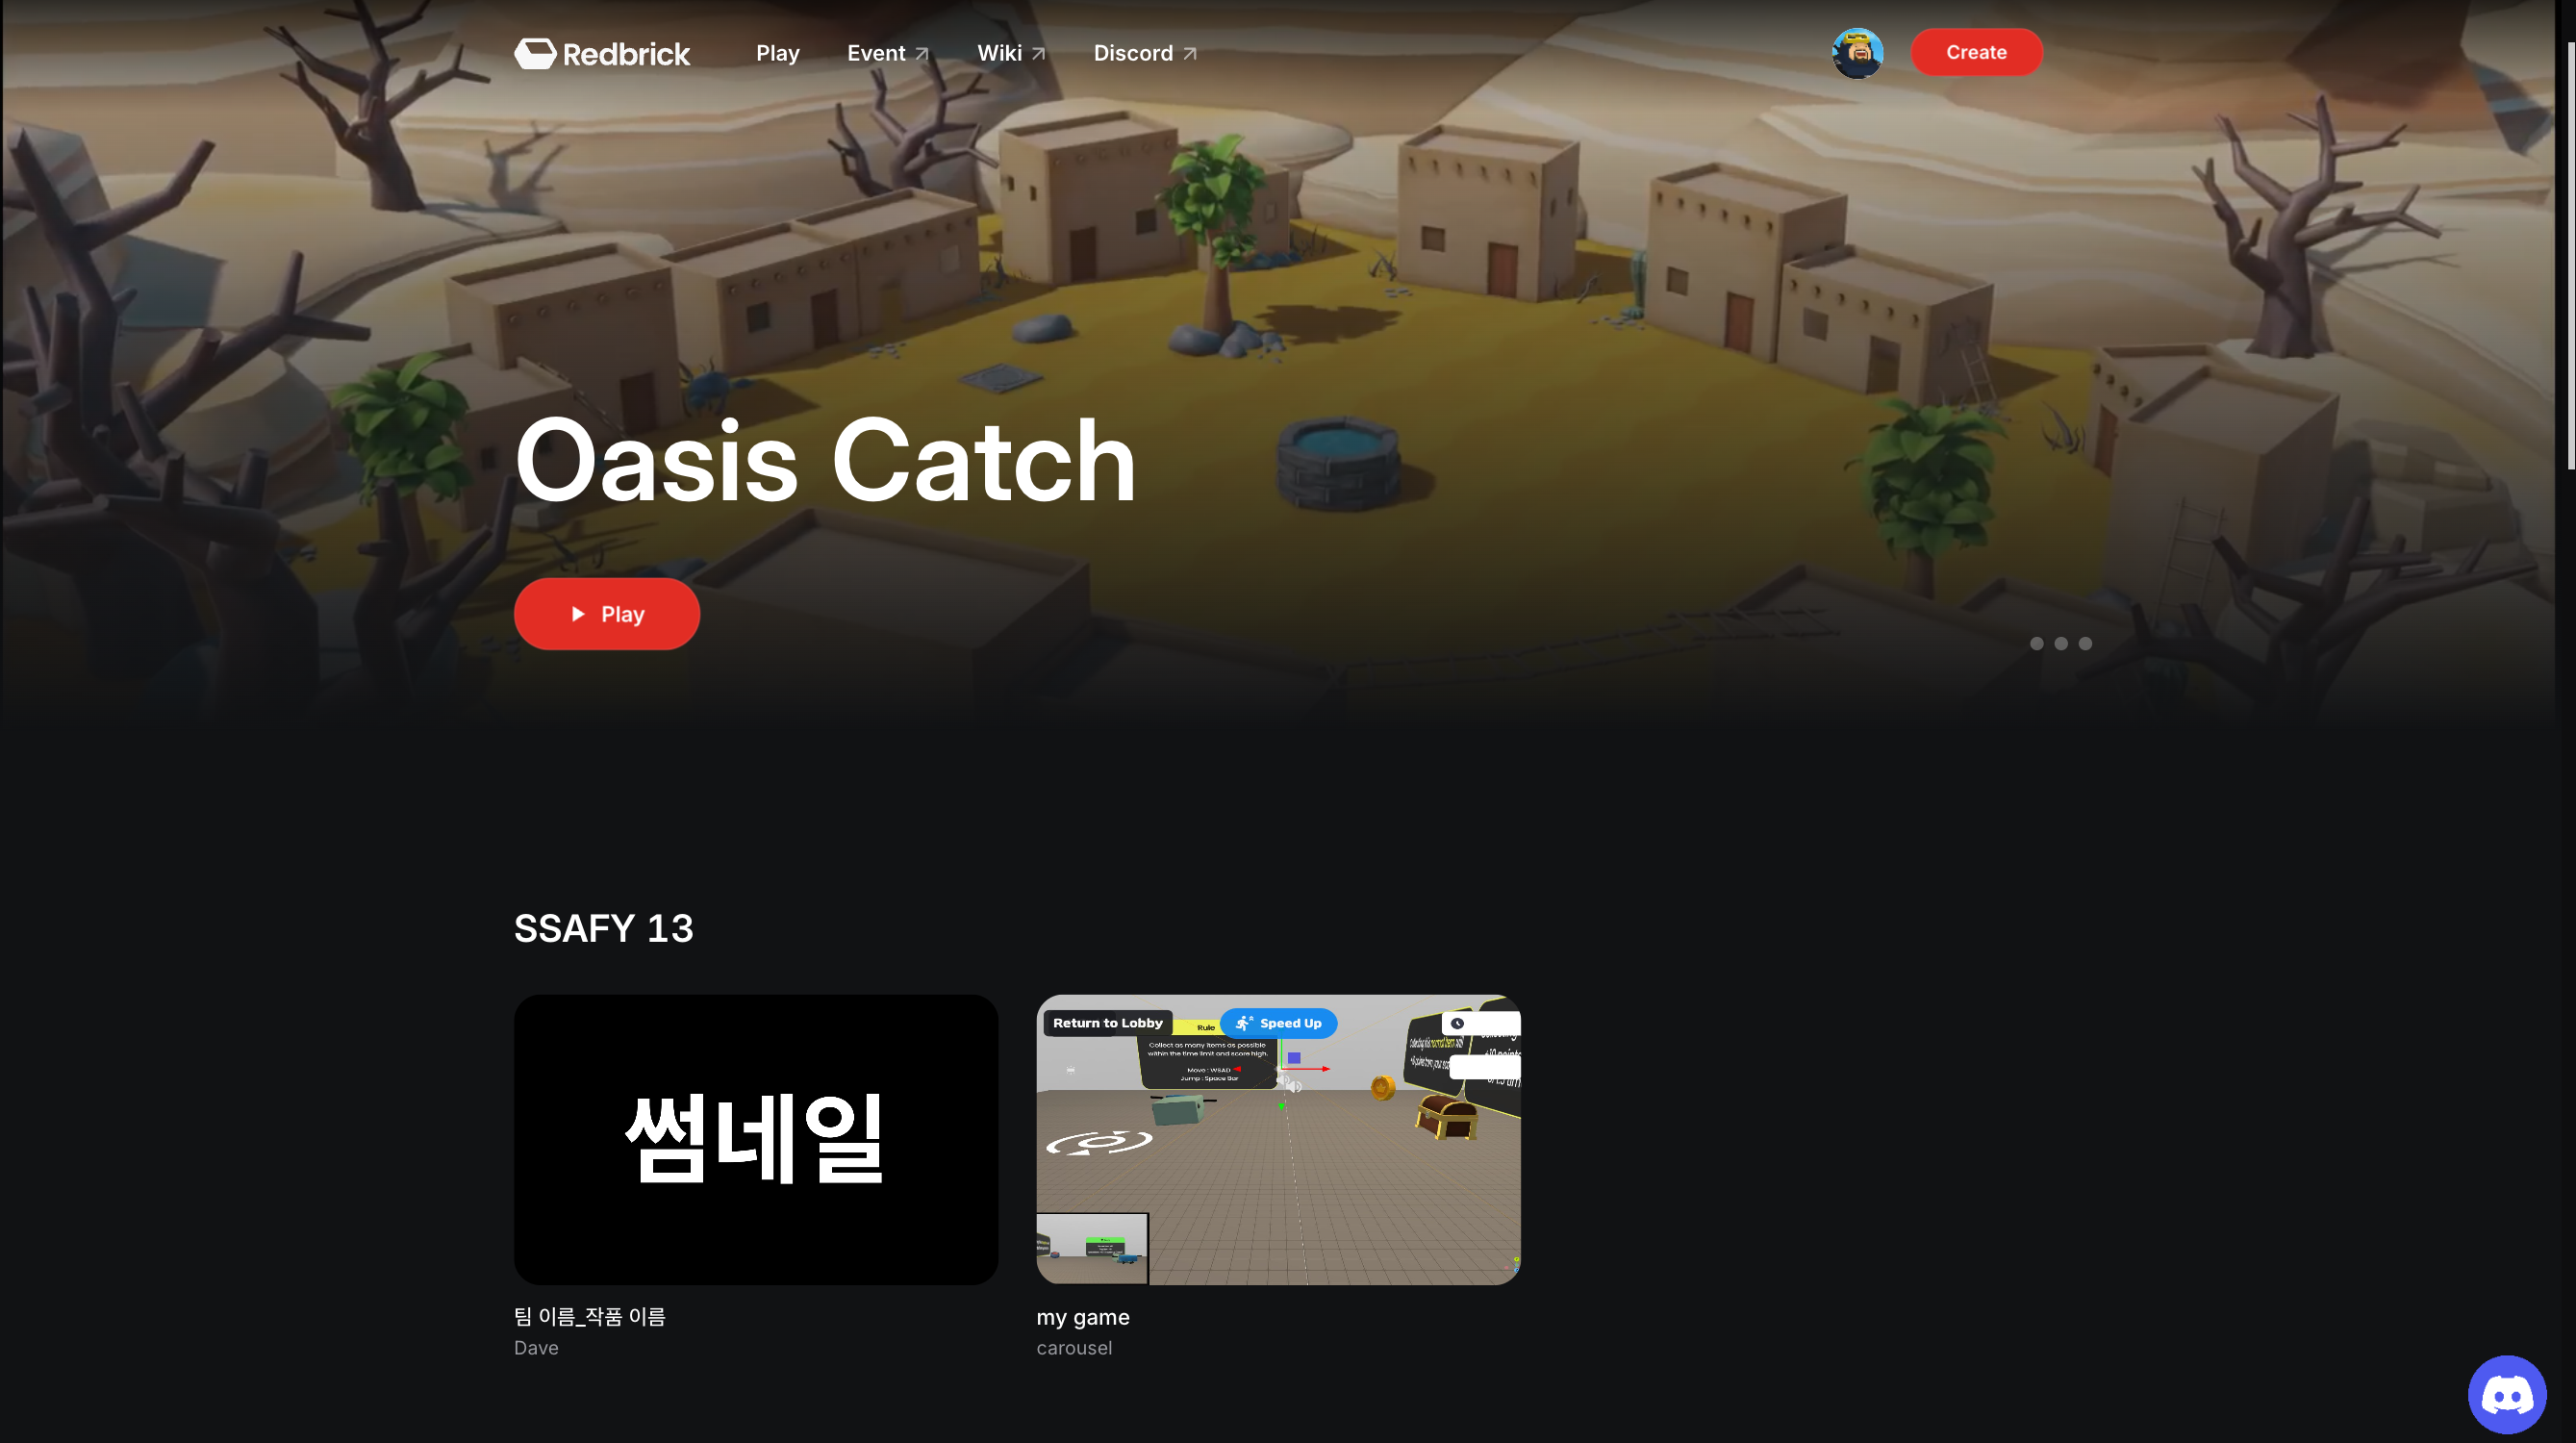 Redbrick Play Event Wiki Discord Create
Oasis Catch
Play
SSAFY 13
썸네일
Return to Lobby
Rule
Speed Up
Collect as many items as possible
within the time limit and score high.
Move : WSAD
Jump : Space Bar
팀 이름_작품 이름
Dave
my game
carousel